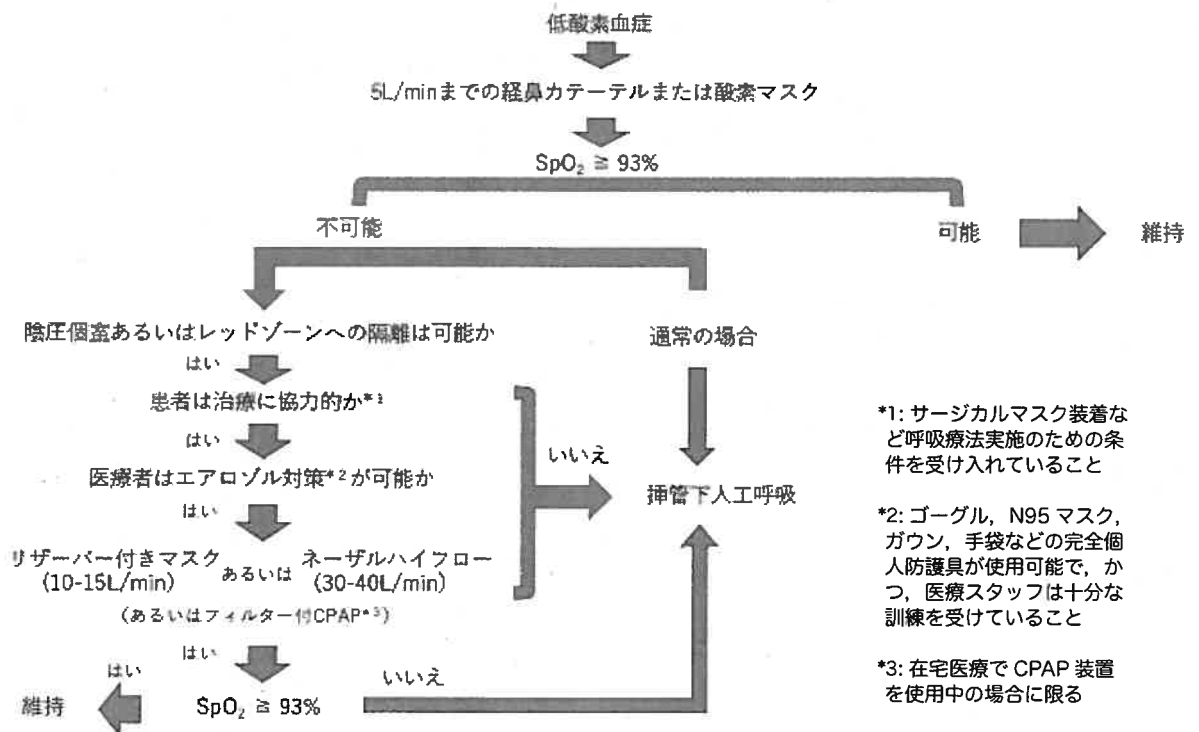 低酸素血症
5L/minまでの経鼻カテーテルまたは酸素マスク
SpO₂ ≧ 93%
不可能
可能
維持
陰圧個室あるいはレッドゾーンへの隔離は可能か
通常の場合
はい
患者は治療に協力的か*1
はい
医療者はエアロゾル対策*2が可能か
いいえ
挿管下人工呼吸
はい
リザーバー付きマスク
(10-15L/min)
あるいは
ネーザルハイフロー
(30-40L/min)
(あるいはフィルター付CPAP*3)
はい
はい
いいえ
維持
SpO₂ ≧ 93%
*1: サージカルマスク装着な
ど呼吸療法実施のための条
件を受け入れていること
*2: ゴーグル，N95 マスク，
ガウン，手袋などの完全個
人防護具が使用可能で，か
つ，医療スタッフは十分な
訓練を受けていること
*3: 在宅医療で CPAP 装置
を使用中の場合に限る